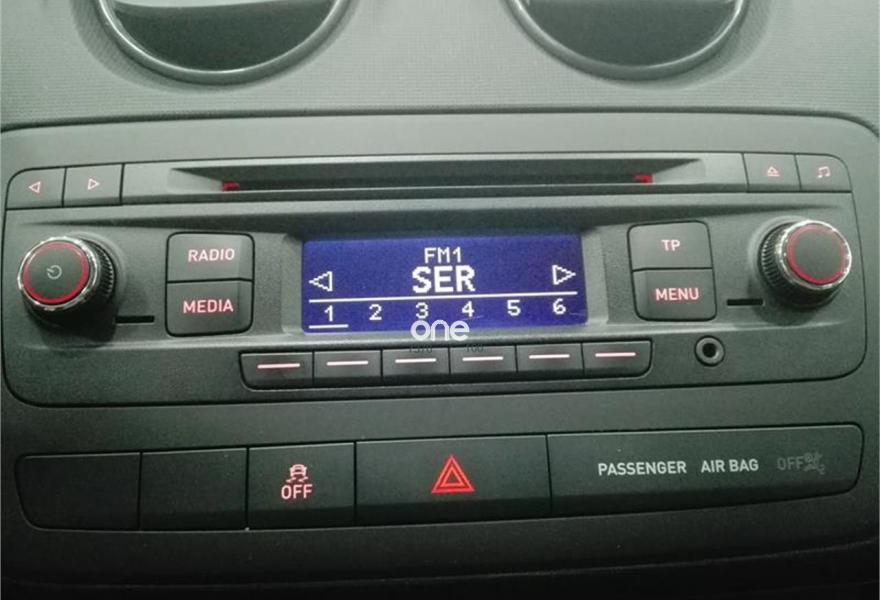 RADIO
MEDIA
FM1
SER
1 2 3 4 5 6
TP
MENU
one
OFF
PASSENGER AIR BAG OFF